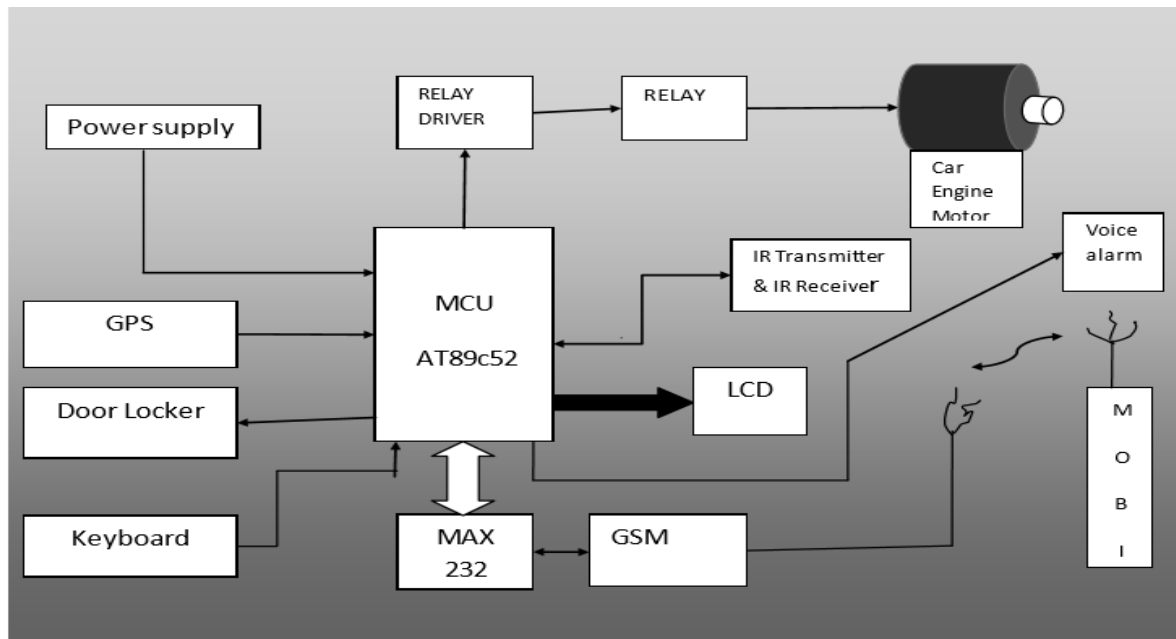 RELAY
DRIVER
RELAY
Power supply
Car
Engine
Motor
Voice
alarm
IR Transmitter
& IR Receiver
MCU
AT89c52
GPS
Door Locker
LCD
Keyboard
MAX
232
GSM
M
O
B
I